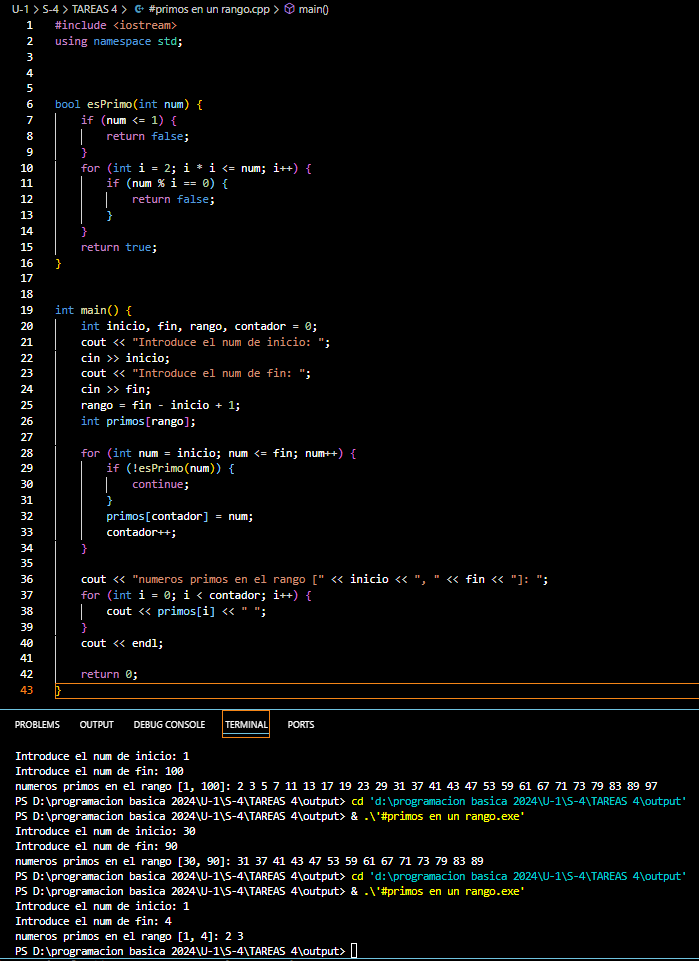 U-1 > S-4 > TAREAS 4 > #primos en un rango.cpp > main()
1 #include <iostream>
2 using namespace std;
3
4
5
6 bool esPrimo(int num) {
7 if (num <= 1) {
8 return false;
9 }
10 for (int i = 2; i * i <= num; i++) {
11 if (num % i == 0) {
12 return false;
13 }
14 }
15 return true;
16 }
17
18
19 int main() {
20 int inicio, fin, rango, contador = 0;
21 cout << "Introduce el num de inicio: ";
22 cin >> inicio;
23 cout << "Introduce el num de fin: ";
24 cin >> fin;
25 rango = fin - inicio + 1;
26 int primos[rango];
27
28 for (int num = inicio; num <= fin; num++) {
29 if (!esPrimo(num)) {
30 continue;
31 }
32 primos[contador] = num;
33 contador++;
34 }
35
36 cout << "numeros primos en el rango [" << inicio << ", " << fin << "]: ";
37 for (int i = 0; i < contador; i++) {
38 cout << primos[i] << " ";
39 }
40 cout << endl;
41
42 return 0;
43 }
PROBLEMS OUTPUT DEBUG CONSOLE TERMINAL PORTS
Introduce el num de inicio: 1
Introduce el num de fin: 100
numeros primos en el rango [1, 100]: 2 3 5 7 11 13 17 19 23 29 31 37 41 43 47 53 59 61 67 71 73 79 83 89 97
PS D:\programacion basica 2024\U-1\S-4\TAREAS 4\output> cd 'd:\programacion basica 2024\U-1\S-4\TAREAS 4\output'
PS D:\programacion basica 2024\U-1\S-4\TAREAS 4\output> & .\'#primos en un rango.exe'
Introduce el num de inicio: 30
Introduce el num de fin: 90
numeros primos en el rango [30, 90]: 31 37 41 43 47 53 59 61 67 71 73 79 83 89
PS D:\programacion basica 2024\U-1\S-4\TAREAS 4\output> cd 'd:\programacion basica 2024\U-1\S-4\TAREAS 4\output'
PS D:\programacion basica 2024\U-1\S-4\TAREAS 4\output> & .\'#primos en un rango.exe'
Introduce el num de inicio: 1
Introduce el num de fin: 4
numeros primos en el rango [1, 4]: 2 3
PS D:\programacion basica 2024\U-1\S-4\TAREAS 4\output>